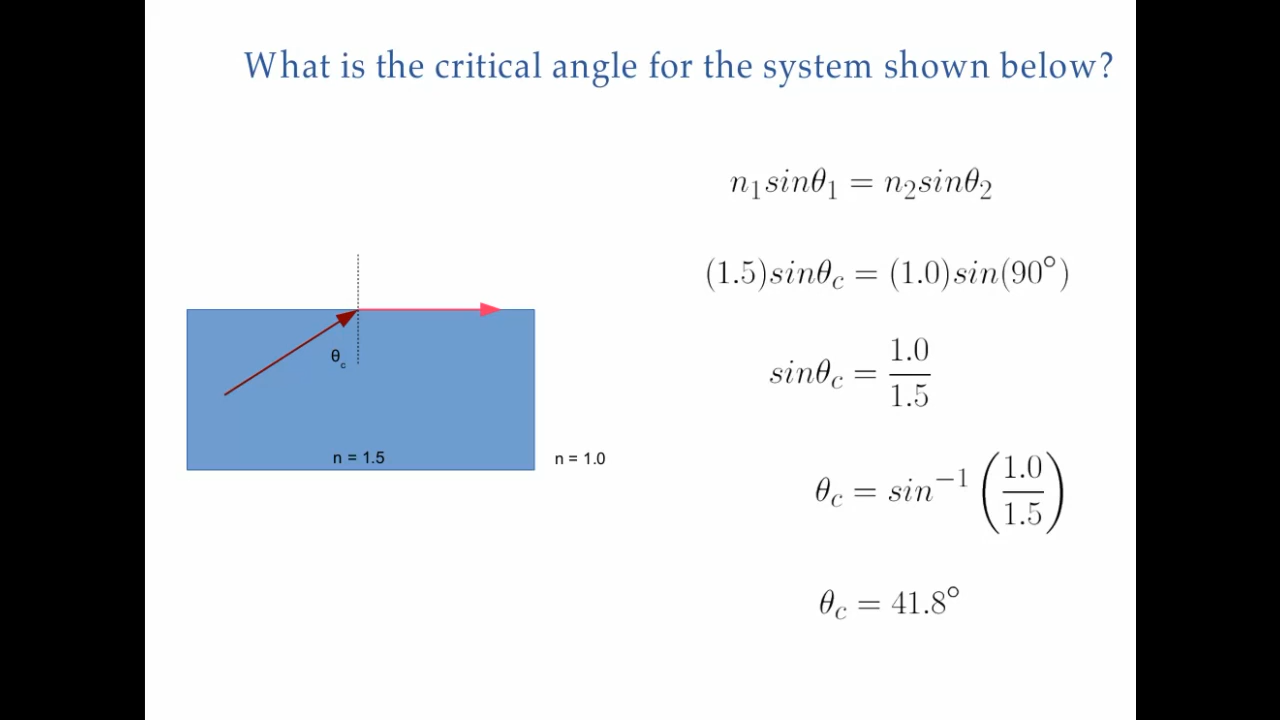 What is the critical angle for the system shown below?
n₁sinθ₁ = n₂sinθ₂
(1.5)sinθc = (1.0)sin(90°)
sinθc = 1.0/1.5
θc = sin⁻¹(1.0/1.5)
θc = 41.8°
θc
n = 1.5
n = 1.0